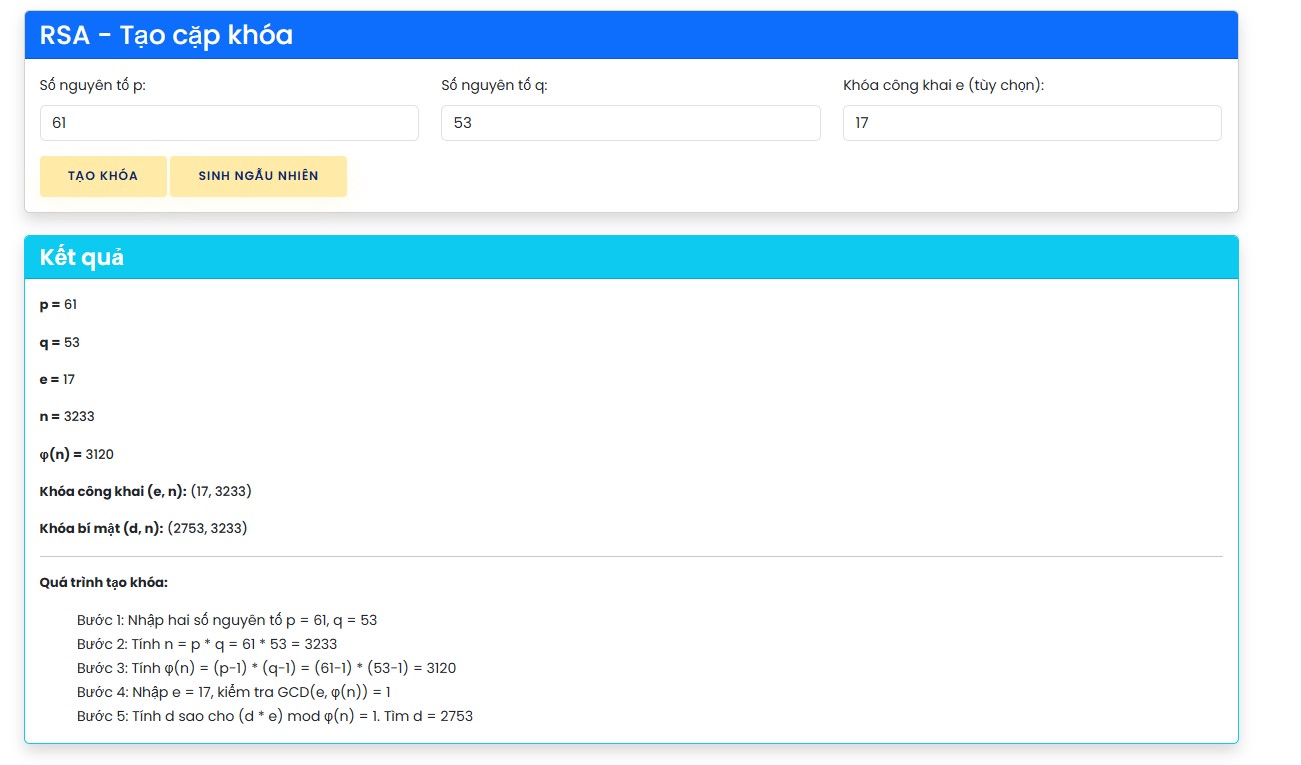 RSA - Tạo cặp khóa
Số nguyên tố p: Số nguyên tố q: Khóa công khai e (tùy chọn):
61 53 17
TẠO KHÓA SINH NGẪU NHIÊN
Kết quả
p = 61
q = 53
e = 17
n = 3233
φ(n) = 3120
Khóa công khai (e, n): (17, 3233)
Khóa bí mật (d, n): (2753, 3233)
Quá trình tạo khóa:
Bước 1: Nhập hai số nguyên tố p = 61, q = 53
Bước 2: Tính n = p * q = 61 * 53 = 3233
Bước 3: Tính φ(n) = (p-1) * (q-1) = (61-1) * (53-1) = 3120
Bước 4: Nhập e = 17, kiểm tra GCD(e, φ(n)) = 1
Bước 5: Tính d sao cho (d * e) mod φ(n) = 1. Tìm d = 2753